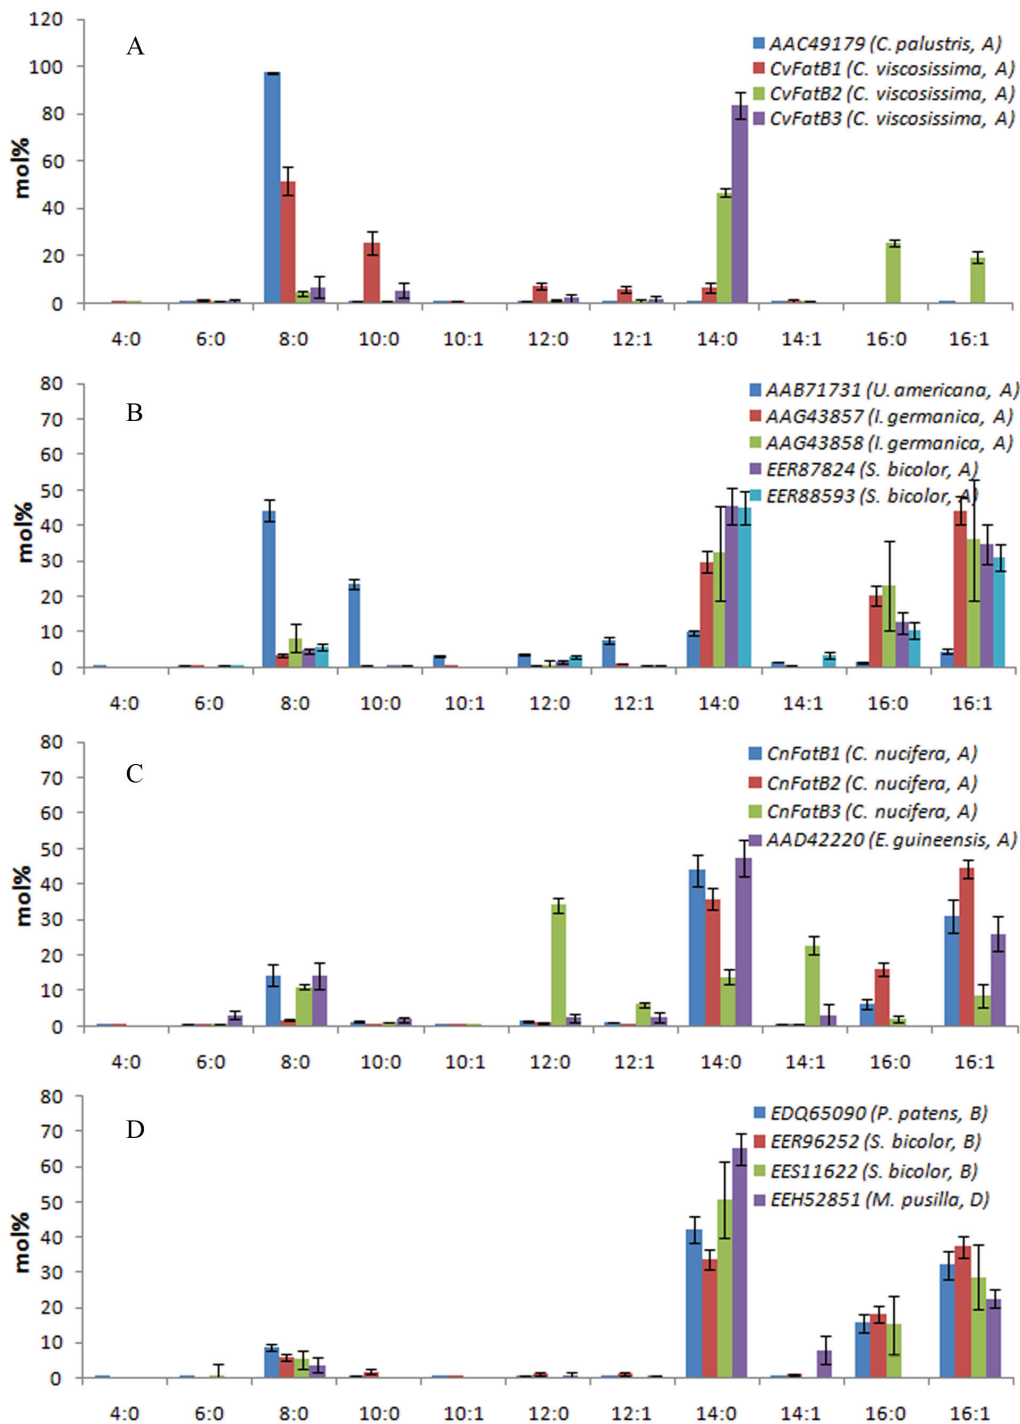 A
120
100
80
60
40
20
0
mol%
AAC49179 (C. palustris, A)
CvFatB1 (C. viscosissima, A)
CvFatB2 (C. viscosissima, A)
CvFatB3 (C. viscosissima, A)
4:0 6:0 8:0 10:0 10:1 12:0 12:1 14:0 14:1 16:0 16:1
B
80
70
60
50
40
30
20
10
0
mol%
AAB71731 (U. americana, A)
AAG43857 (I. germanica, A)
AAG43858 (I. germanica, A)
EER87824 (S. bicolor, A)
EER88593 (S. bicolor, A)
4:0 6:0 8:0 10:0 10:1 12:0 12:1 14:0 14:1 16:0 16:1
C
80
70
60
50
40
30
20
10
0
mol%
CnFatB1 (C. nucifera, A)
CnFatB2 (C. nucifera, A)
CnFatB3 (C. nucifera, A)
AAD42220 (E. guineensis, A)
4:0 6:0 8:0 10:0 10:1 12:0 12:1 14:0 14:1 16:0 16:1
D
80
70
60
50
40
30
20
10
0
mol%
EDQ65090 (P. patens, B)
EER96252 (S. bicolor, B)
EES11622 (S. bicolor, B)
EEH52851 (M. pusilla, D)
4:0 6:0 8:0 10:0 10:1 12:0 12:1 14:0 14:1 16:0 16:1